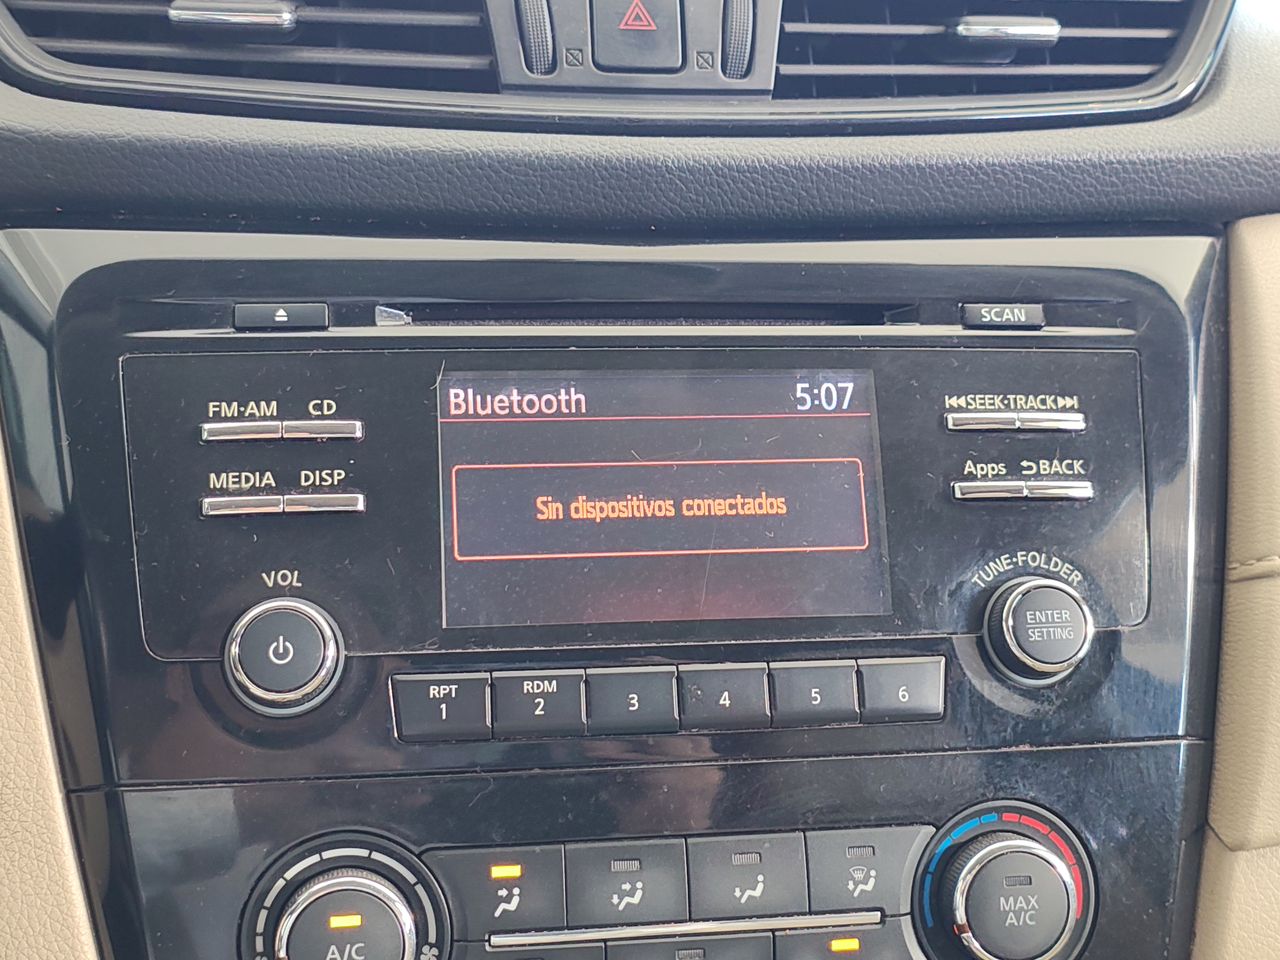 SCAN
FM·AM CD
Bluetooth 5:07
SEEK·TRACK
MEDIA DISP
Apps BACK
Sin dispositivos conectados
VOL
TUNE·FOLDER
ENTER
SETTING
RPT
1
RDM
2
3
4
5
6
A/C
MAX
A/C